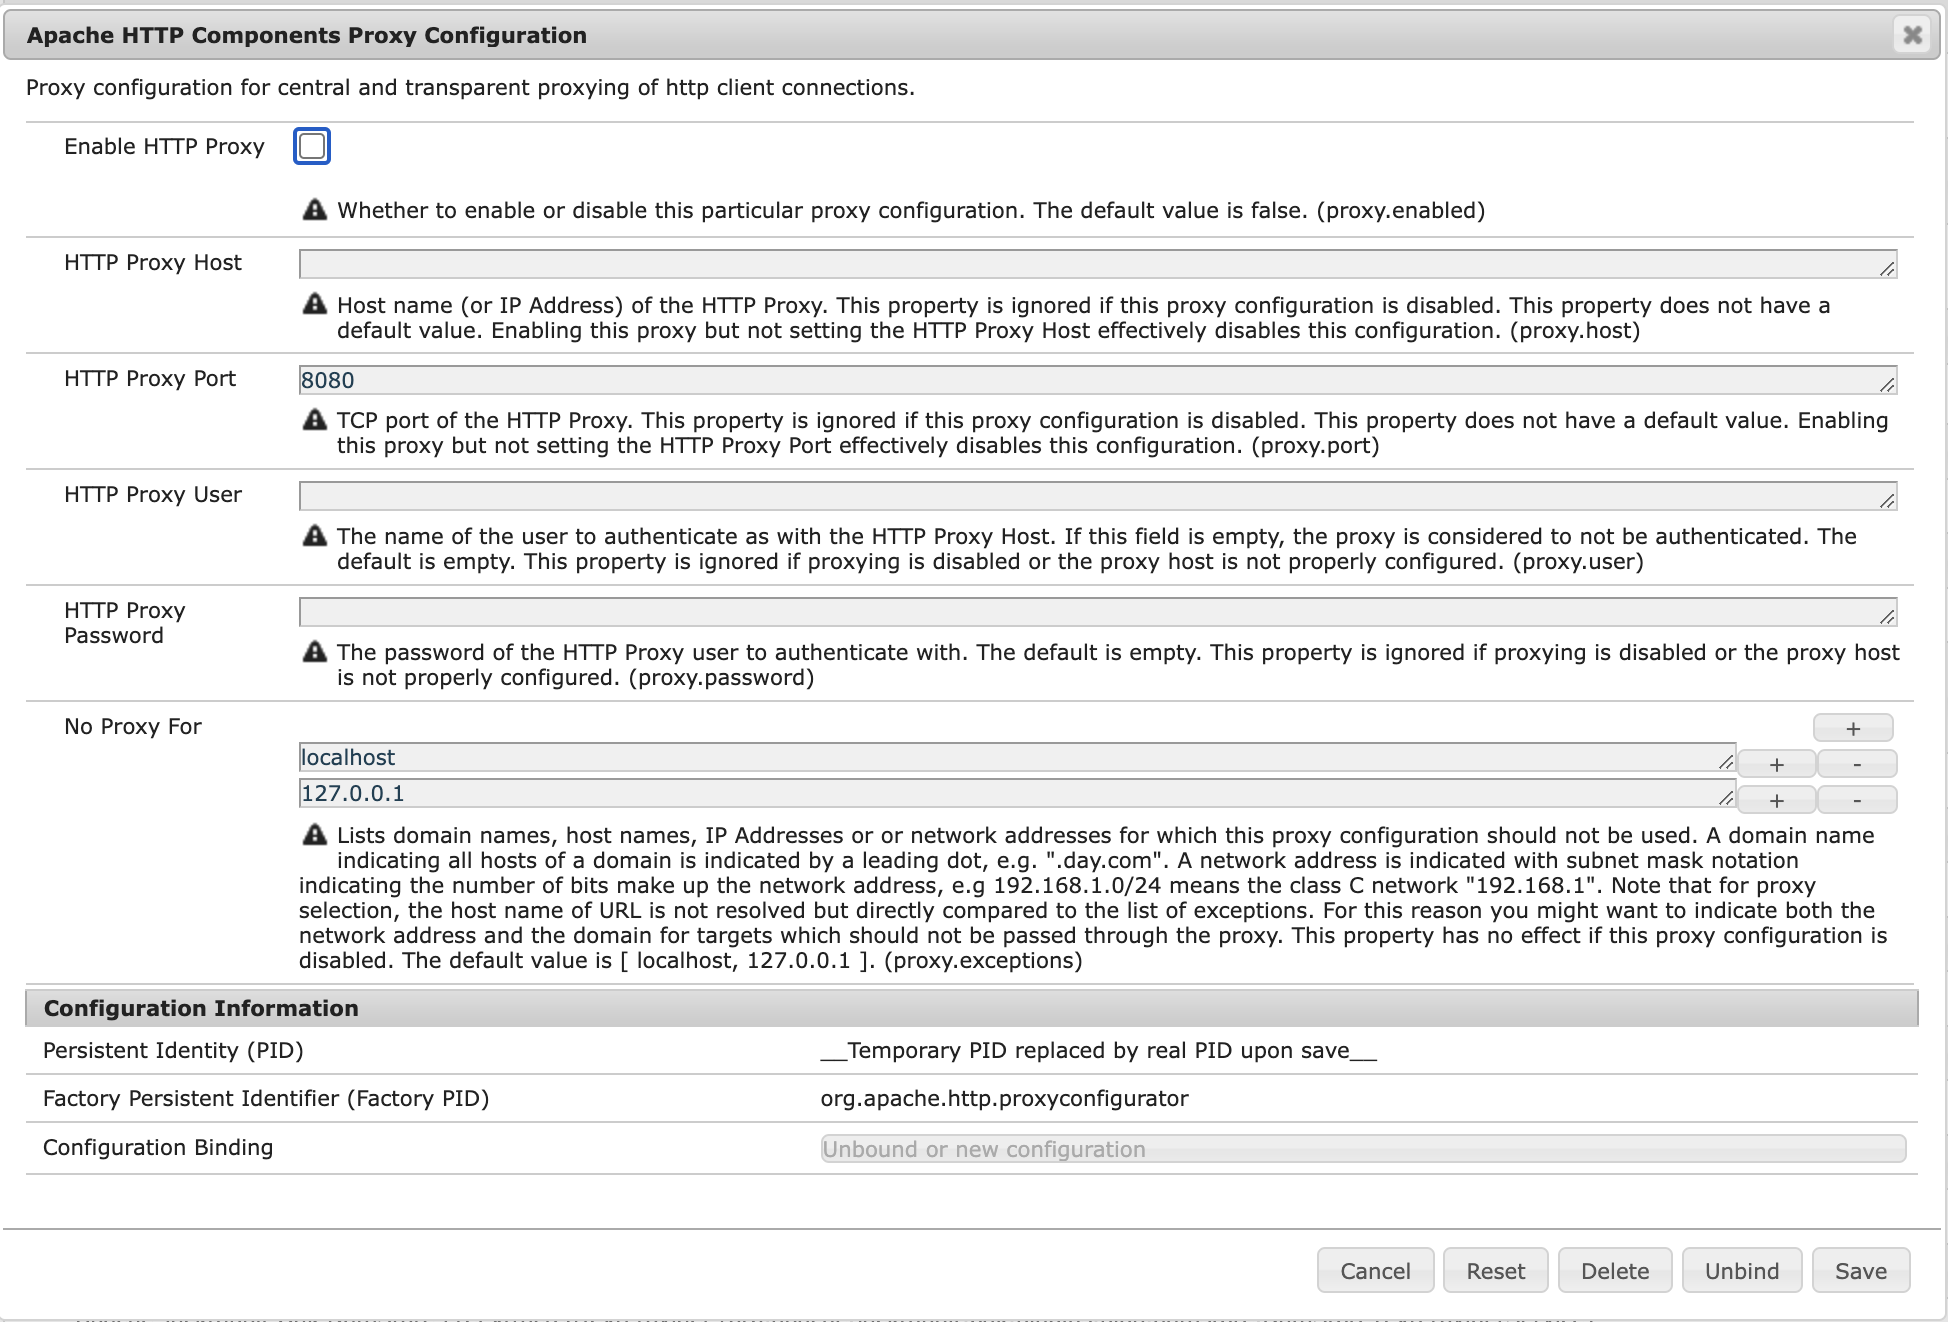 Apache HTTP Components Proxy Configuration
Proxy configuration for central and transparent proxying of http client connections.
Enable HTTP Proxy
Whether to enable or disable this particular proxy configuration. The default value is false. (proxy.enabled)
HTTP Proxy Host
Host name (or IP Address) of the HTTP Proxy. This property is ignored if this proxy configuration is disabled. This property does not have a
default value. Enabling this proxy but not setting the HTTP Proxy Host effectively disables this configuration. (proxy.host)
HTTP Proxy Port
8080
TCP port of the HTTP Proxy. This property is ignored if this proxy configuration is disabled. This property does not have a default value. Enabling
this proxy but not setting the HTTP Proxy Port effectively disables this configuration. (proxy.port)
HTTP Proxy User
The name of the user to authenticate as with the HTTP Proxy Host. If this field is empty, the proxy is considered to not be authenticated. The
default is empty. This property is ignored if proxying is disabled or the proxy host is not properly configured. (proxy.user)
HTTP Proxy
Password
The password of the HTTP Proxy user to authenticate with. The default is empty. This property is ignored if proxying is disabled or the proxy host
is not properly configured. (proxy.password)
No Proxy For
+
localhost
+ -
127.0.0.1
+ -
Lists domain names, host names, IP Addresses or or network addresses for which this proxy configuration should not be used. A domain name
indicating all hosts of a domain is indicated by a leading dot, e.g. ".day.com". A network address is indicated with subnet mask notation
indicating the number of bits make up the network address, e.g 192.168.1.0/24 means the class C network "192.168.1". Note that for proxy
selection, the host name of URL is not resolved but directly compared to the list of exceptions. For this reason you might want to indicate both the
network address and the domain for targets which should not be passed through the proxy. This property has no effect if this proxy configuration is
disabled. The default value is [ localhost, 127.0.0.1 ]. (proxy.exceptions)
Configuration Information
Persistent Identity (PID)
__Temporary PID replaced by real PID upon save__
Factory Persistent Identifier (Factory PID)
org.apache.http.proxyconfigurator
Configuration Binding
Unbound or new configuration
Cancel
Reset
Delete
Unbind
Save